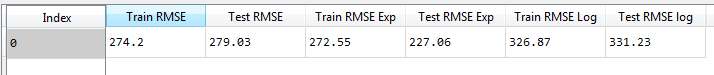 Index Train RMSE Test RMSE Train RMSE Exp Test RMSE Exp Train RMSE Log Test RMSE log
0 274.2 279.03 272.55 227.06 326.87 331.23